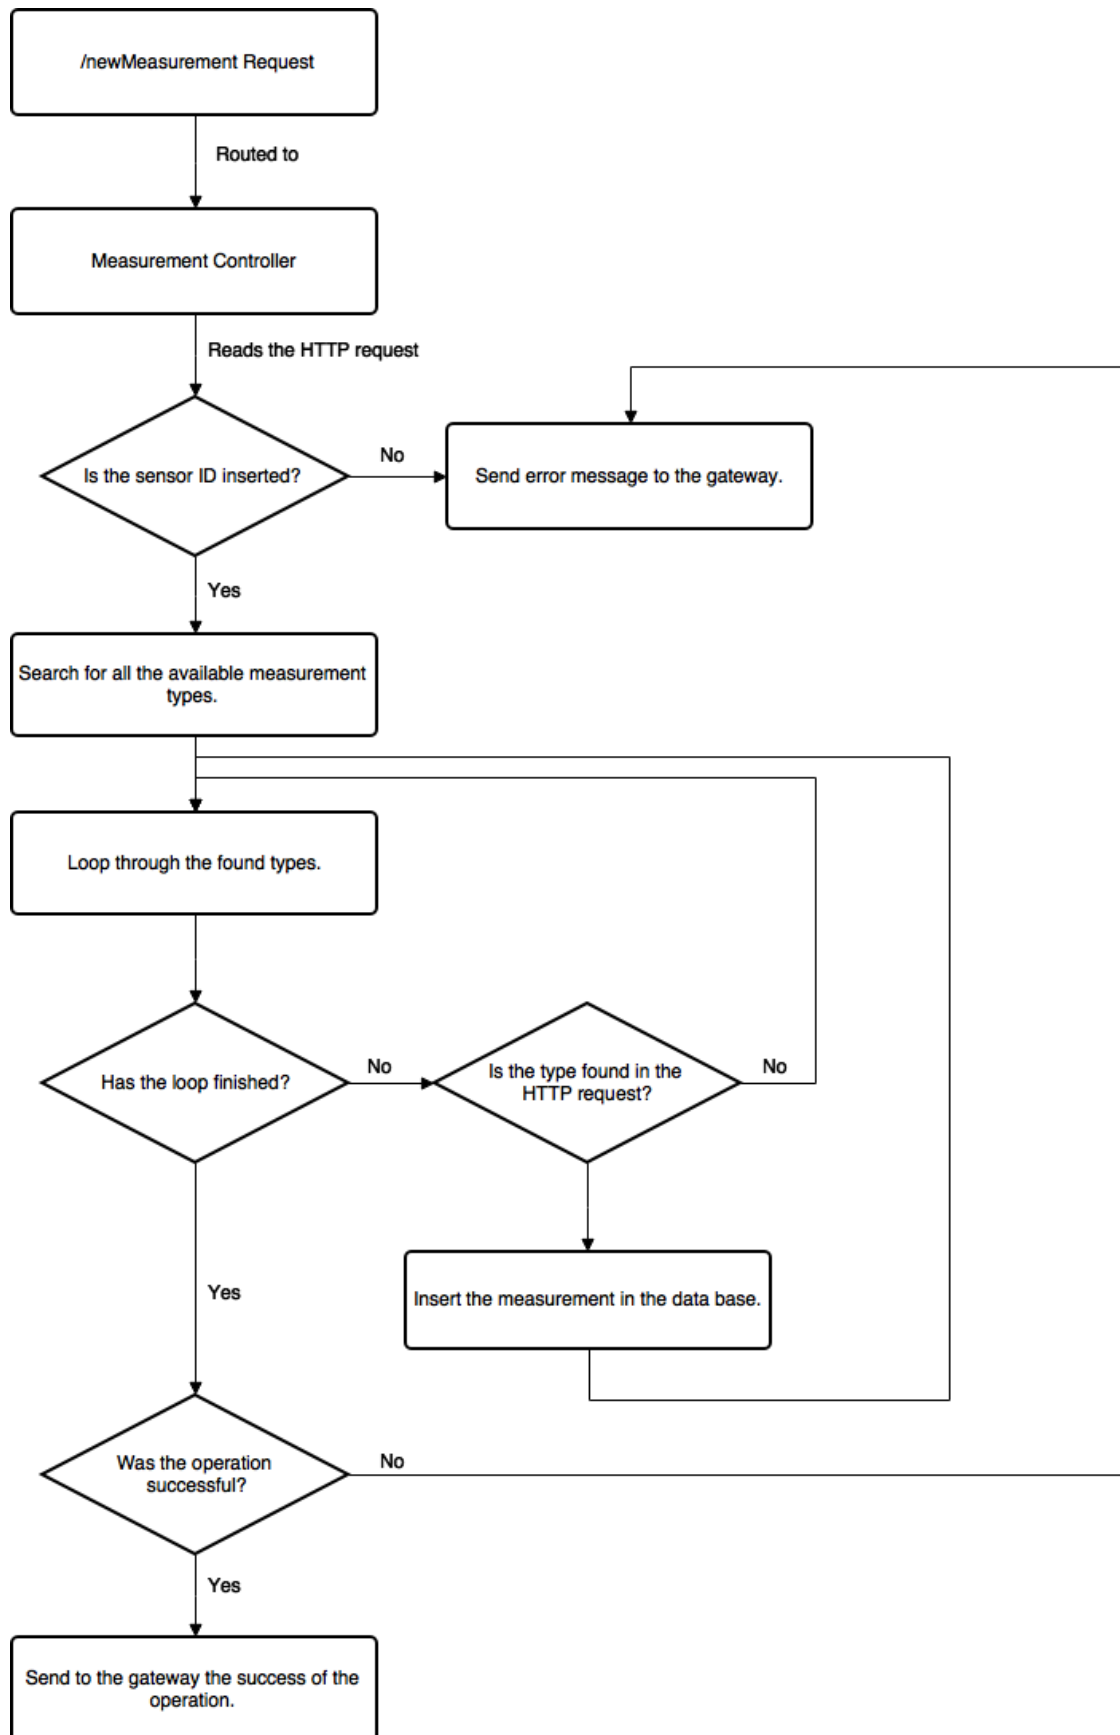 /newMeasurement Request
Routed to
Measurement Controller
Reads the HTTP request
Is the sensor ID inserted?
No
Send error message to the gateway.
Yes
Search for all the available measurement
types.
Loop through the found types.
Has the loop finished?
No
Is the type found in the
HTTP request?
No
Insert the measurement in the data base.
Yes
Was the operation
successful?
No
Yes
Send to the gateway the success of the
operation.